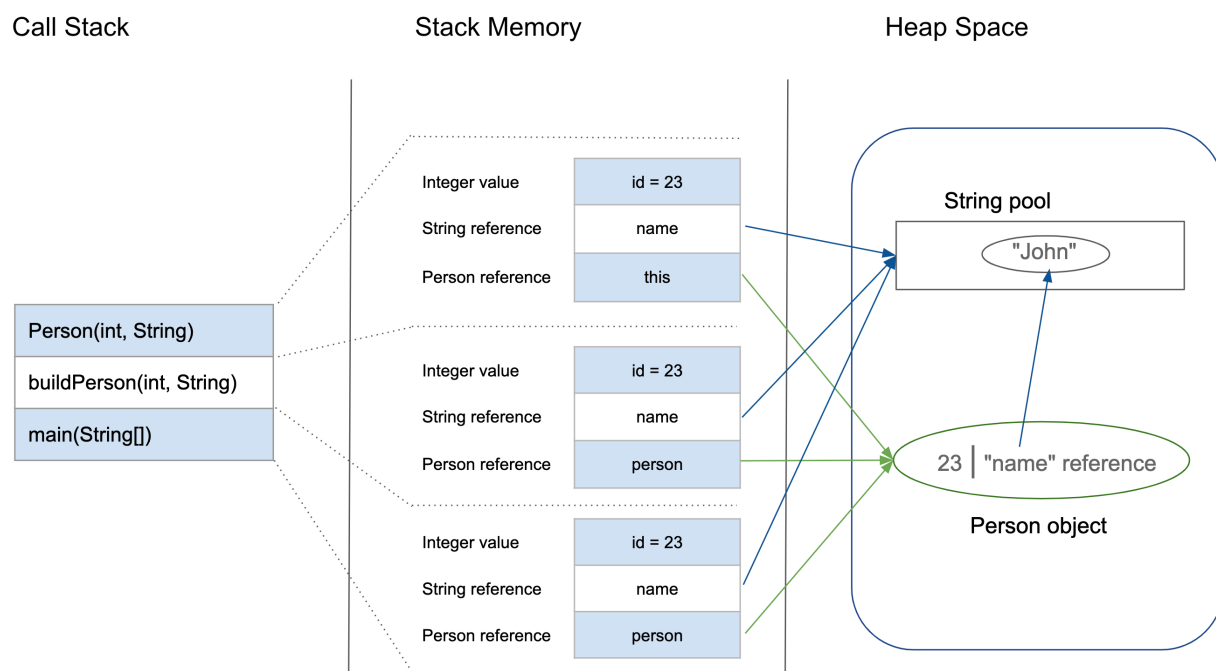 Call Stack
Stack Memory
Heap Space
Person(int, String)
buildPerson(int, String)
main(String[])
Integer value
id = 23
String reference
name
Person reference
this
Integer value
id = 23
String reference
name
Person reference
person
Integer value
id = 23
String reference
name
Person reference
person
String pool
"John"
23 | "name" reference
Person object